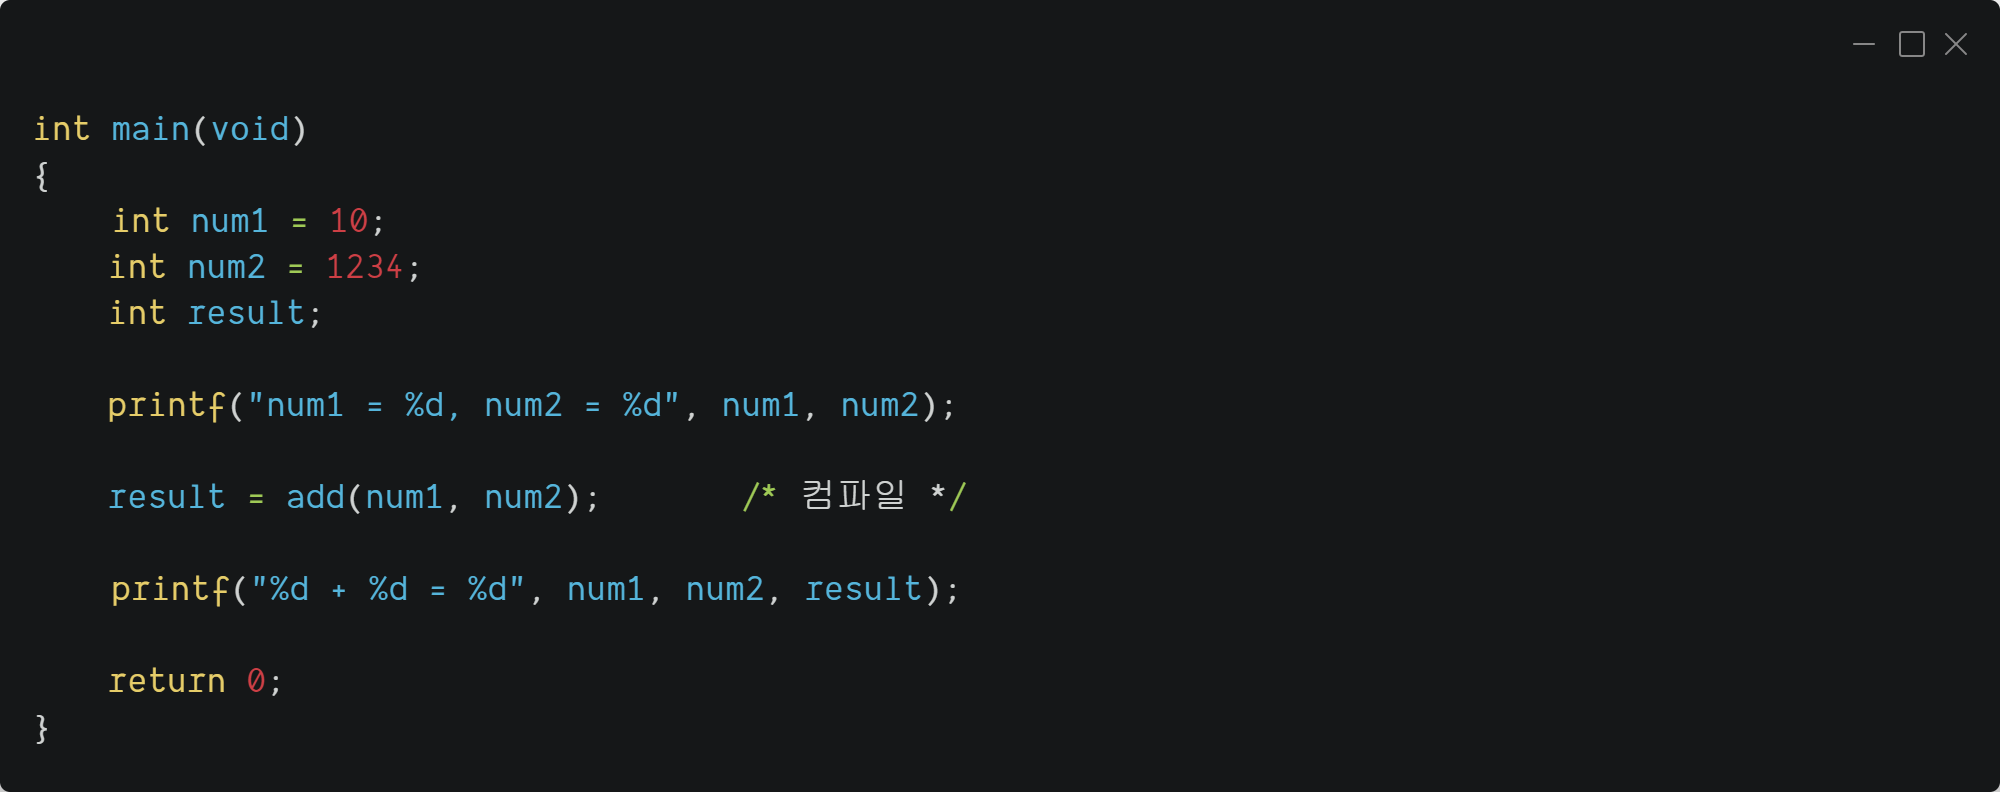 int main(void)
{
    int num1 = 10;
    int num2 = 1234;
    int result;
    printf("num1 = %d, num2 = %d", num1, num2);
    result = add(num1, num2);       /* 컴파일 */
    printf("%d + %d = %d", num1, num2, result);
    return 0;
}